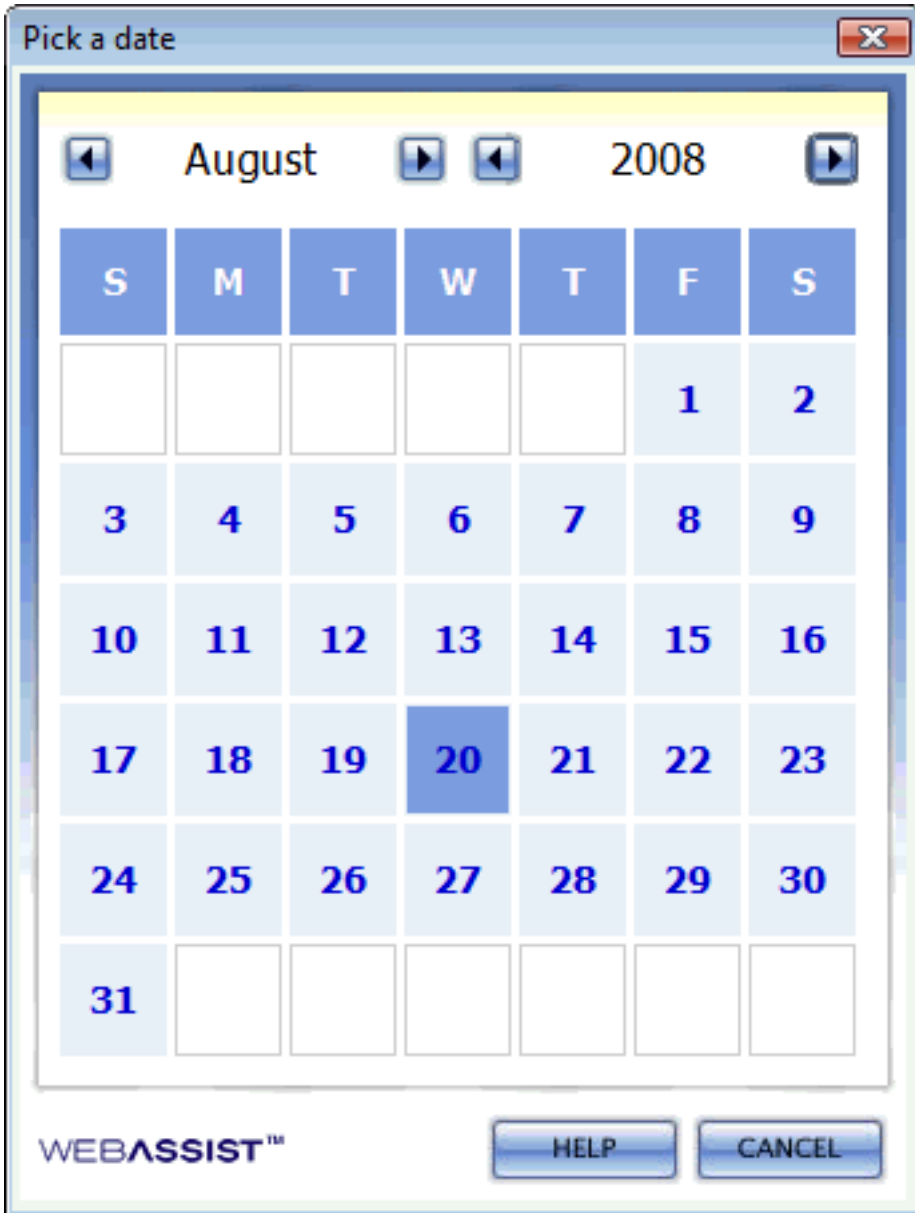 Pick a date
August 2008
S M T W T F S
1 2
3 4 5 6 7 8 9
10 11 12 13 14 15 16
17 18 19 20 21 22 23
24 25 26 27 28 29 30
31
WEBASSIST™ HELP CANCEL